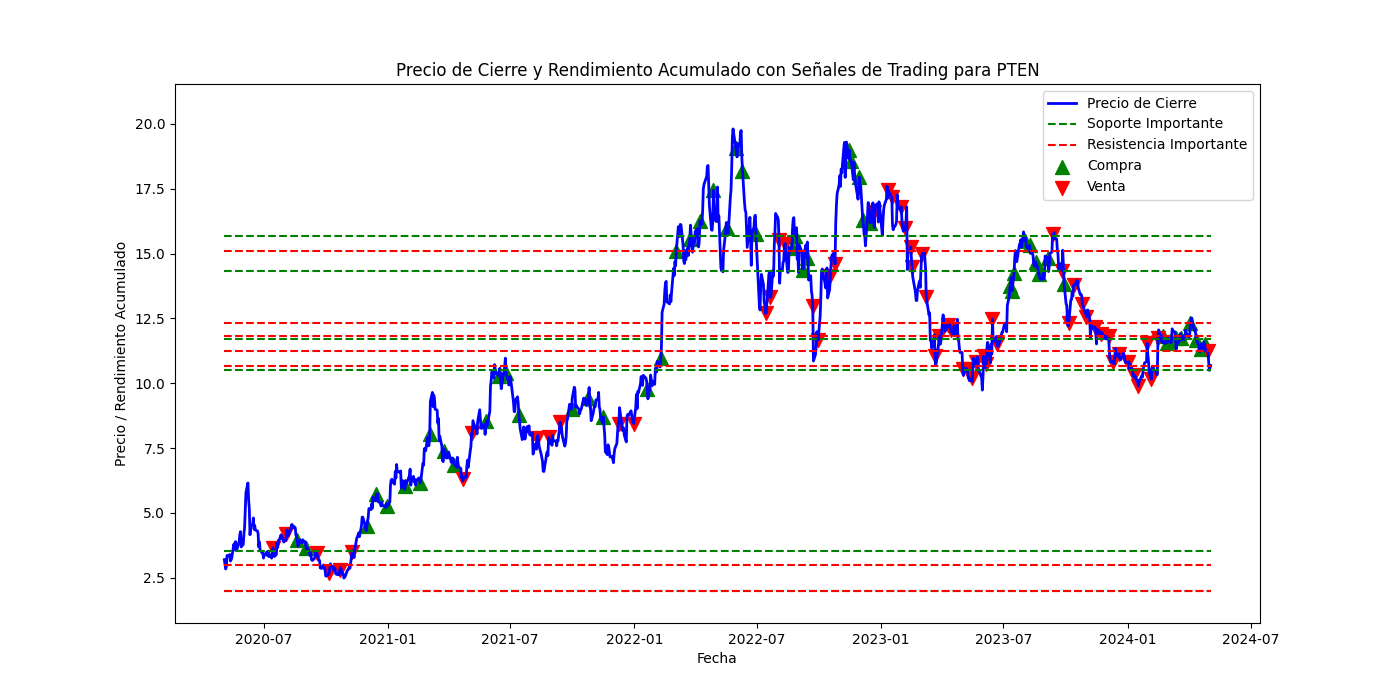 Precio de Cierre y Rendimiento Acumulado con Señales de Trading para PTEN
Precio de Cierre
Soporte Importante
Resistencia Importante
Compra
Venta
Precio / Rendimiento Acumulado
20.0
17.5
15.0
12.5
10.0
7.5
5.0
2.5
2020-07
2021-01
2021-07
2022-01
2022-07
2023-01
2023-07
2024-01
2024-07
Fecha